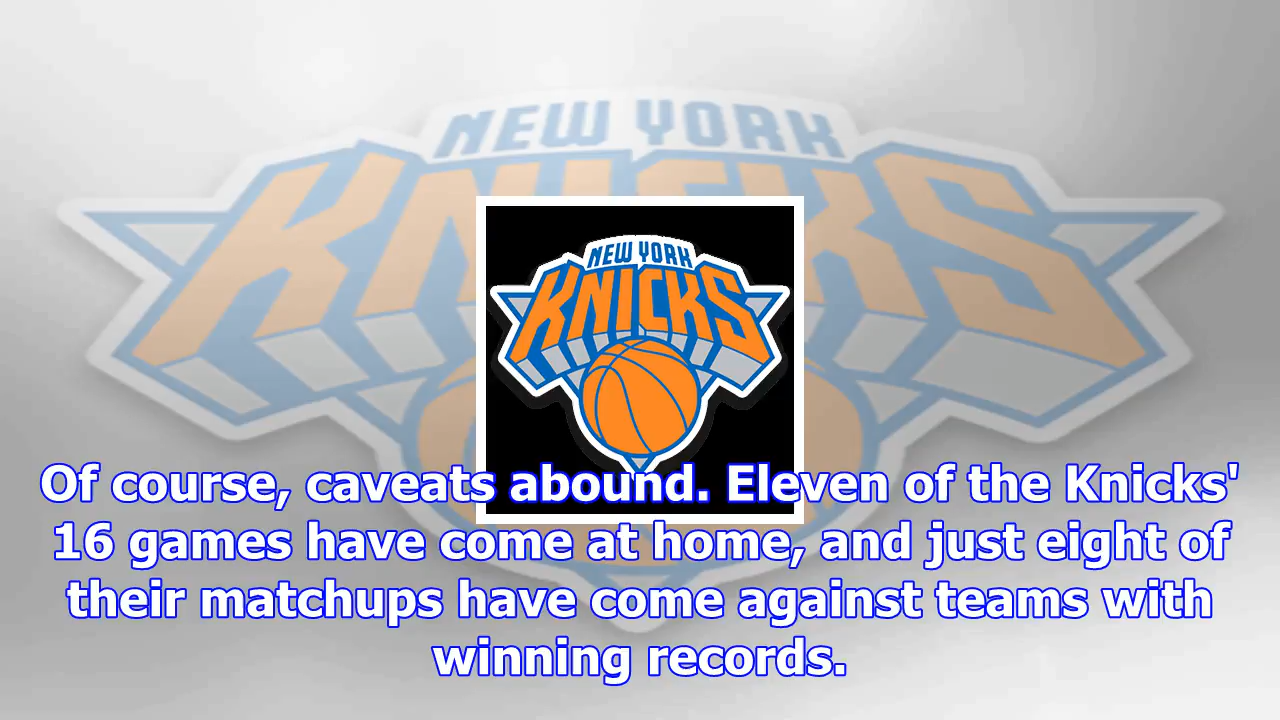 NEW YORK
KNICKS
NEW YORK
KNICKS
Of course, caveats abound. Eleven of the Knicks'
16 games have come at home, and just eight of
their matchups have come against teams with
winning records.